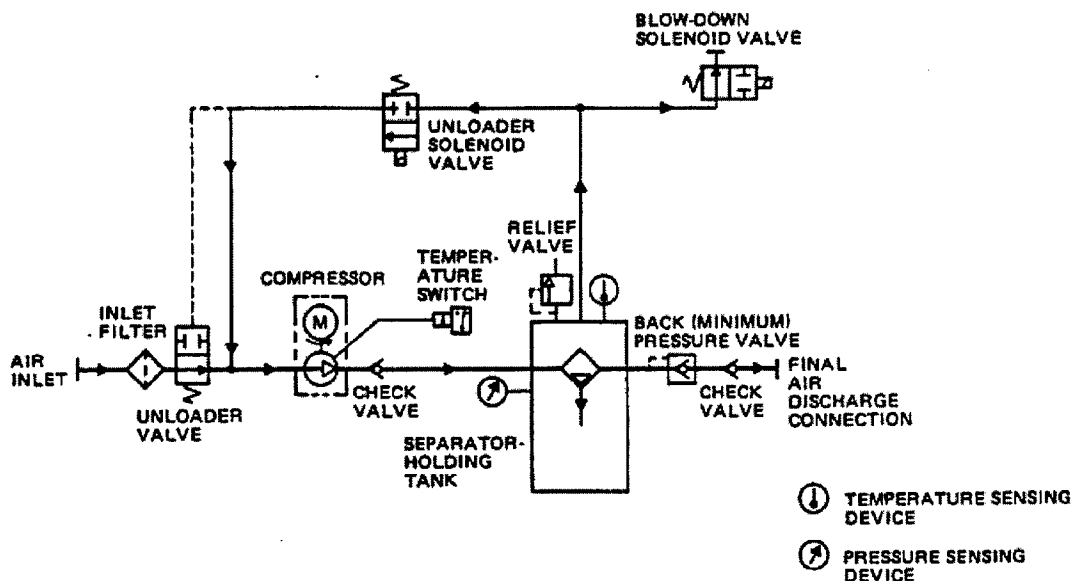 BLOW-DOWN
SOLENOID VALVE
UNLOADER
SOLENOID
VALVE
RELIEF
VALVE
TEMPER-
ATURE
SWITCH
COMPRESSOR
M
INLET
FILTER
BACK (MINIMUM)
PRESSURE VALVE
AIR
INLET
FINAL
AIR
DISCHARGE
CONNECTION
CHECK
VALVE
CHECK
VALVE
UNLOADER
VALVE
SEPARATOR-
HOLDING
TANK
TEMPERATURE SENSING
DEVICE
PRESSURE SENSING
DEVICE